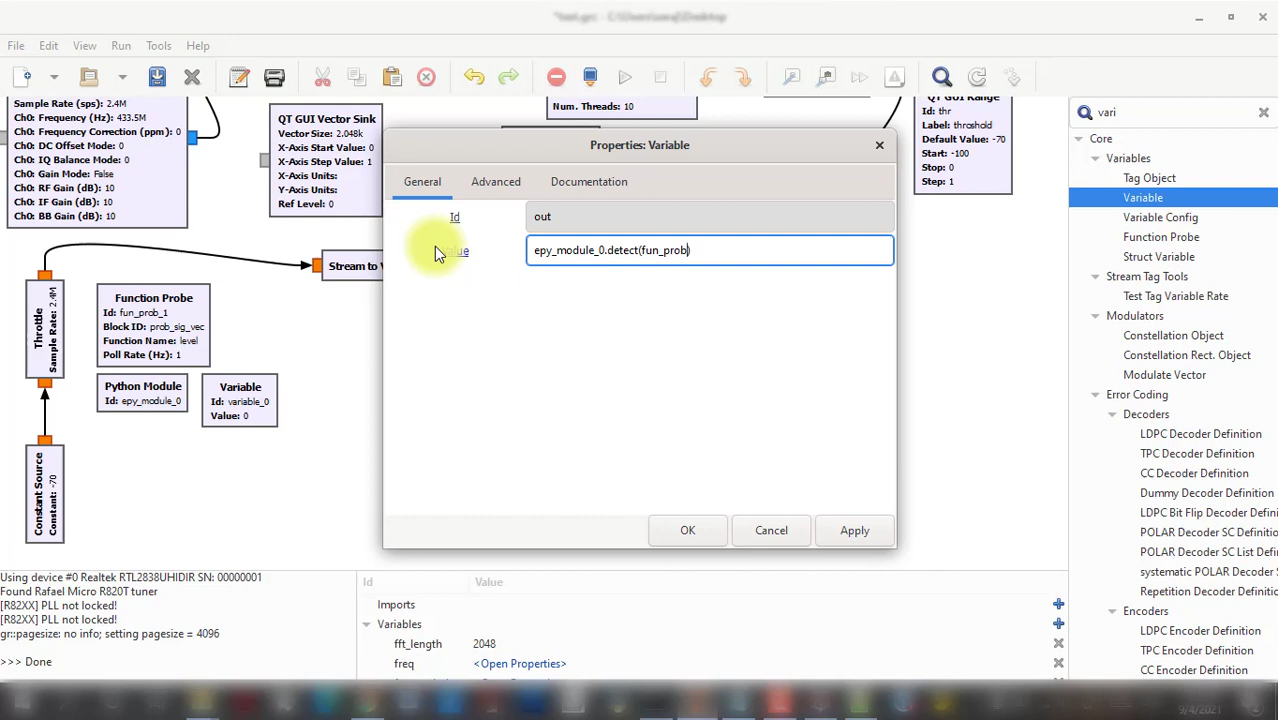 *test.grc - C:\Users\suraj\Desktop
File Edit View Run Tools Help
Sample Rate (sps): 2.4M
Ch0: Frequency (Hz): 433.5M
Ch0: Frequency Correction (ppm): 0
Ch0: DC Offset Mode: 0
Ch0: IQ Balance Mode: 0
Ch0: Gain Mode: False
Ch0: RF Gain (dB): 10
Ch0: IF Gain (dB): 10
Ch0: BB Gain (dB): 10
QT GUI Vector Sink
Vector Size: 2.048k
X-Axis Start Value: 0
X-Axis Step Value: 1
X-Axis Units:
Y-Axis Units:
Ref Level: 0
Num. Threads: 10
QT GUI Range
Id: thr
Label: threshold
Default Value: -70
Start: -100
Stop: 0
Step: 1
Properties: Variable
General Advanced Documentation
Id out
Value epy_module_0.detect(fun_prob)
OK Cancel Apply
Stream to V
Throttle
Sample Rate: 2.4M
Function Probe
Id: fun_prob_1
Block ID: prob_sig_vec
Function Name: level
Poll Rate (Hz): 1
Python Module
Id: epy_module_0
Variable
Id: variable_0
Value: 0
Constant Source
Constant: -70
vari
Core
Variables
Tag Object
Variable
Variable Config
Function Probe
Struct Variable
Stream Tag Tools
Test Tag Variable Rate
Modulators
Constellation Object
Constellation Rect. Object
Modulate Vector
Error Coding
Decoders
LDPC Decoder Definition
TPC Decoder Definition
CC Decoder Definition
Dummy Decoder Definition
LDPC Bit Flip Decoder Defini
POLAR Decoder SC Definition
POLAR Decoder SC List Defi
systematic POLAR Decoder S
Repetition Decoder Definitio
Encoders
LDPC Encoder Definition
TPC Encoder Definition
CC Encoder Definition
Using device #0 Realtek RTL2838UHIDIR SN: 00000001
Found Rafael Micro R820T tuner
[R82XX] PLL not locked!
[R82XX] PLL not locked!
gr::pagesize: no info; setting pagesize = 4096
>>> Done
Id Value
Imports
Variables
fft_length 2048
freq <Open Properties>
9/4/2021